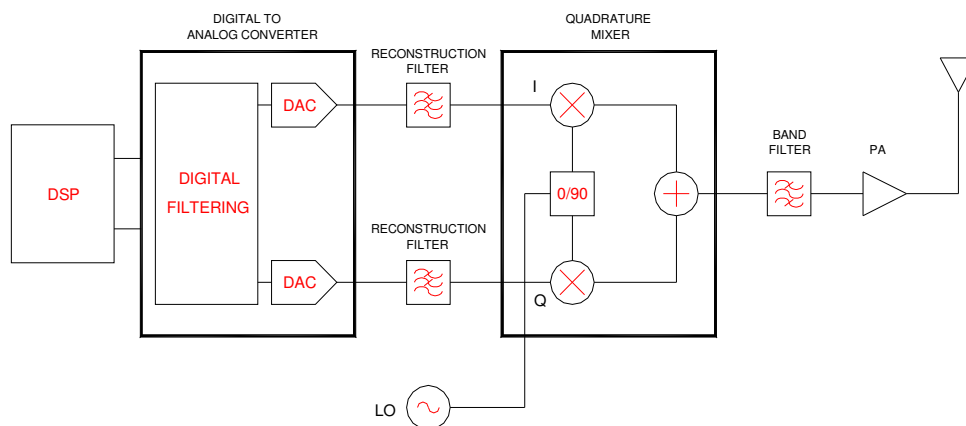 DIGITAL TO
ANALOG CONVERTER
QUADRATURE
MIXER
RECONSTRUCTION
FILTER
DAC
I
BAND
FILTER
PA
DSP
DIGITAL
FILTERING
0/90
RECONSTRUCTION
FILTER
DAC
Q
LO